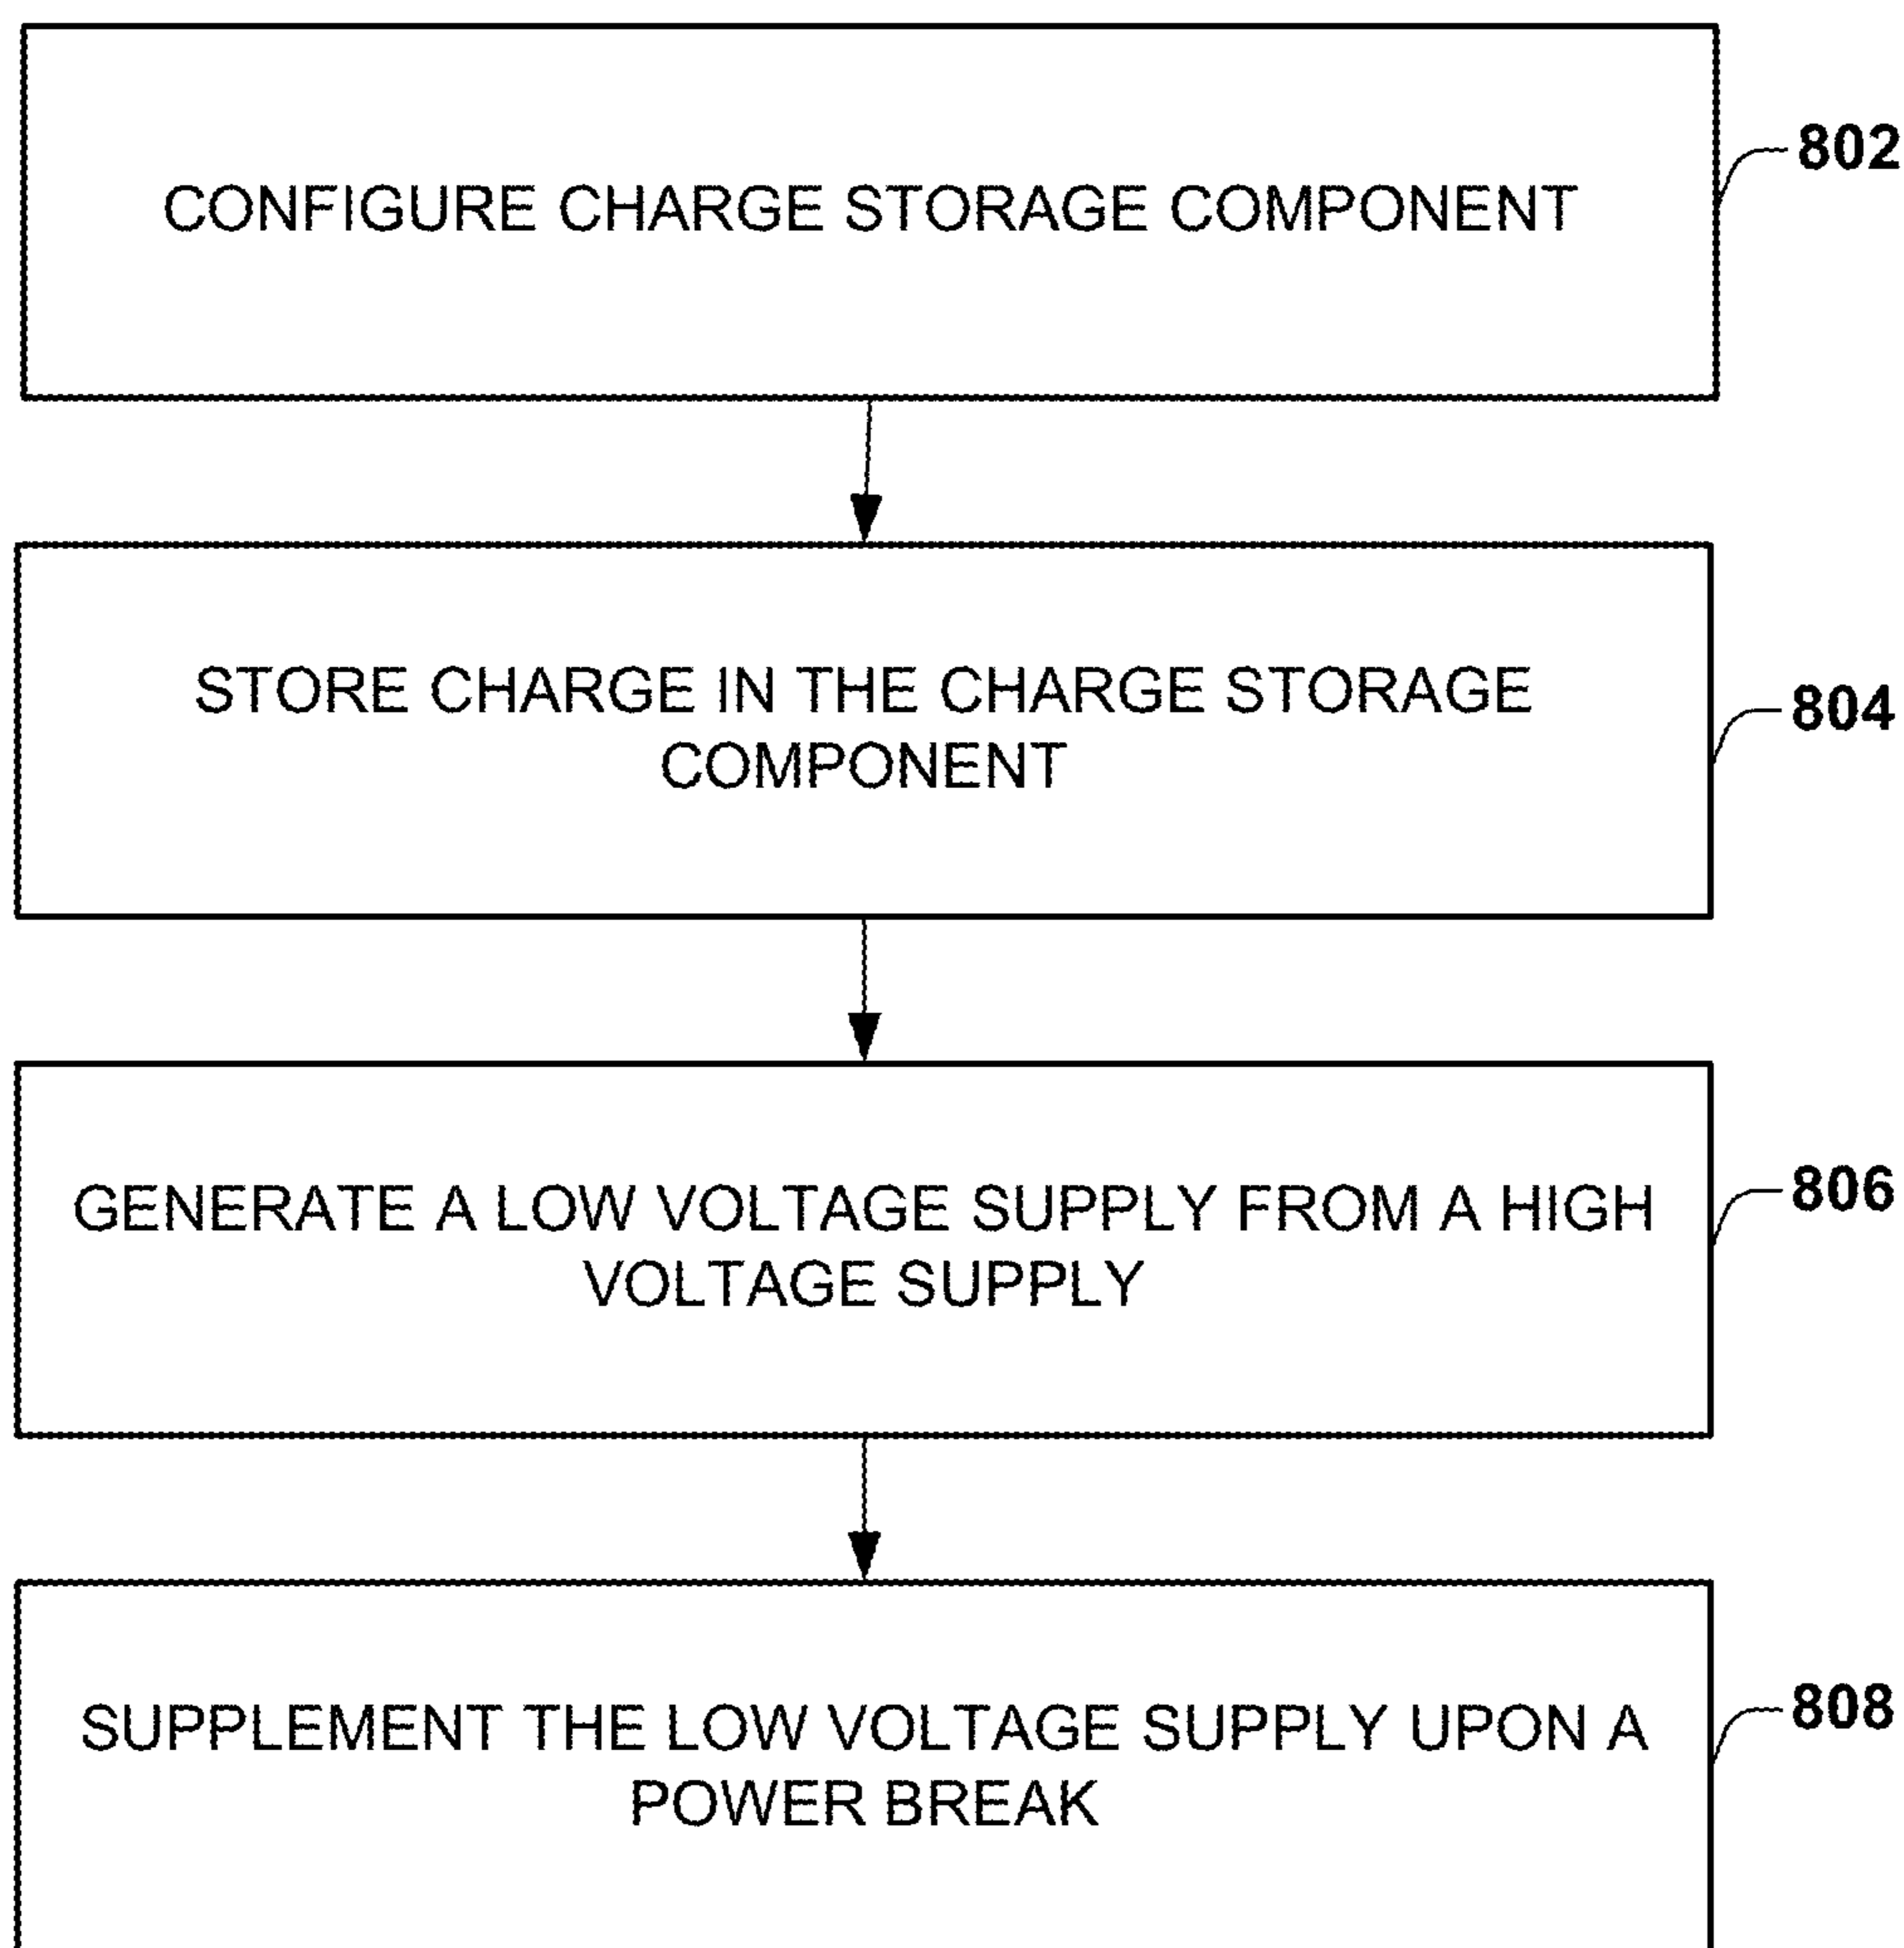 CONFIGURE CHARGE STORAGE COMPONENT
802
STORE CHARGE IN THE CHARGE STORAGE
COMPONENT
804
GENERATE A LOW VOLTAGE SUPPLY FROM A HIGH
VOLTAGE SUPPLY
806
SUPPLEMENT THE LOW VOLTAGE SUPPLY UPON A
POWER BREAK
808